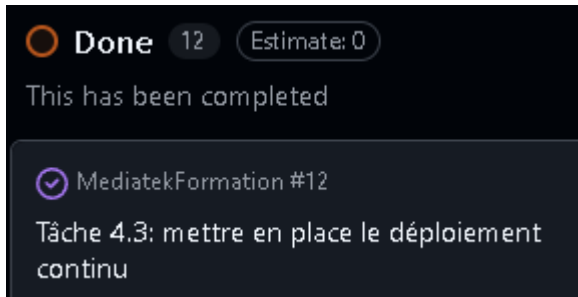 Done 12 Estimate: 0
This has been completed
MediatekFormation #12
Tâche 4.3: mettre en place le déploiement
continu